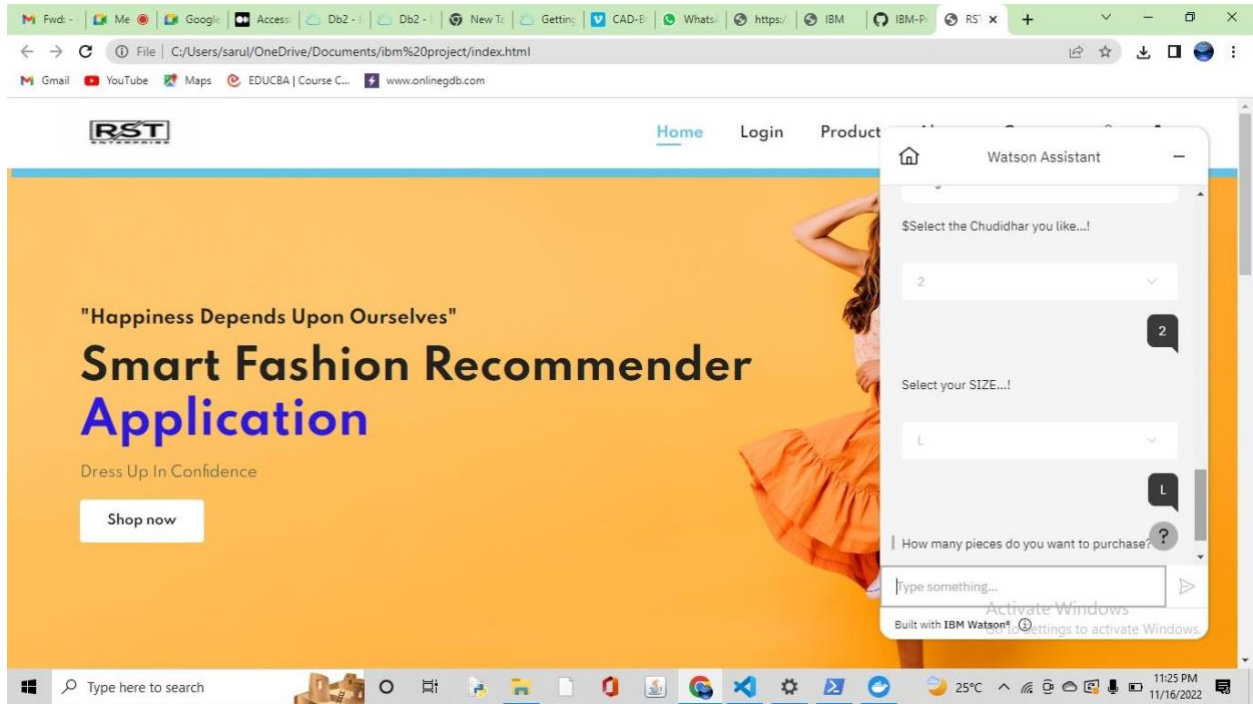 Fwd: -
Me
Google
Access
Db2 -
Db2 -
New Ta
Getting
CAD-B
Whats
https:/
IBM
IBM-Pr
RST
File | C:/Users/sarul/OneDrive/Documents/ibm%20project/index.html
Gmail YouTube Maps EDUCBA | Course C... www.onlinegdb.com
RST
ENTERPRISE
Home Login Product
Watson Assistant
$Select the Chudidhar you like...!
2
2
Select your SIZE...!
L
L
How many pieces do you want to purchase?
?
Type something...
Built with IBM Watson®
"Happiness Depends Upon Ourselves"
Smart Fashion Recommender
Application
Dress Up In Confidence
Shop now
Activate Windows
Go to Settings to activate Windows.
Type here to search
25°C
11:25 PM
11/16/2022